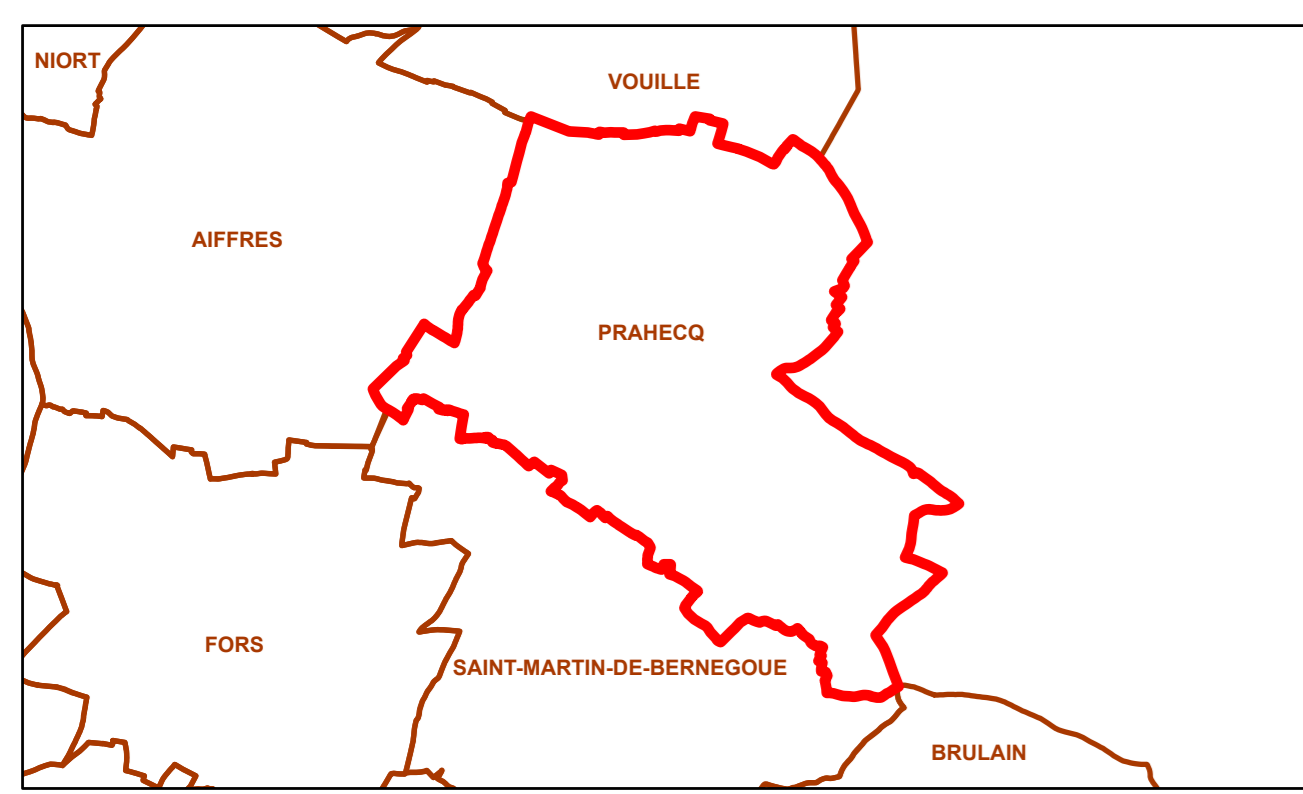 NIORT
VOUILLE
AIFFRES
PRAHECQ
FORS
SAINT-MARTIN-DE-BERNEGOUE
BRULAIN